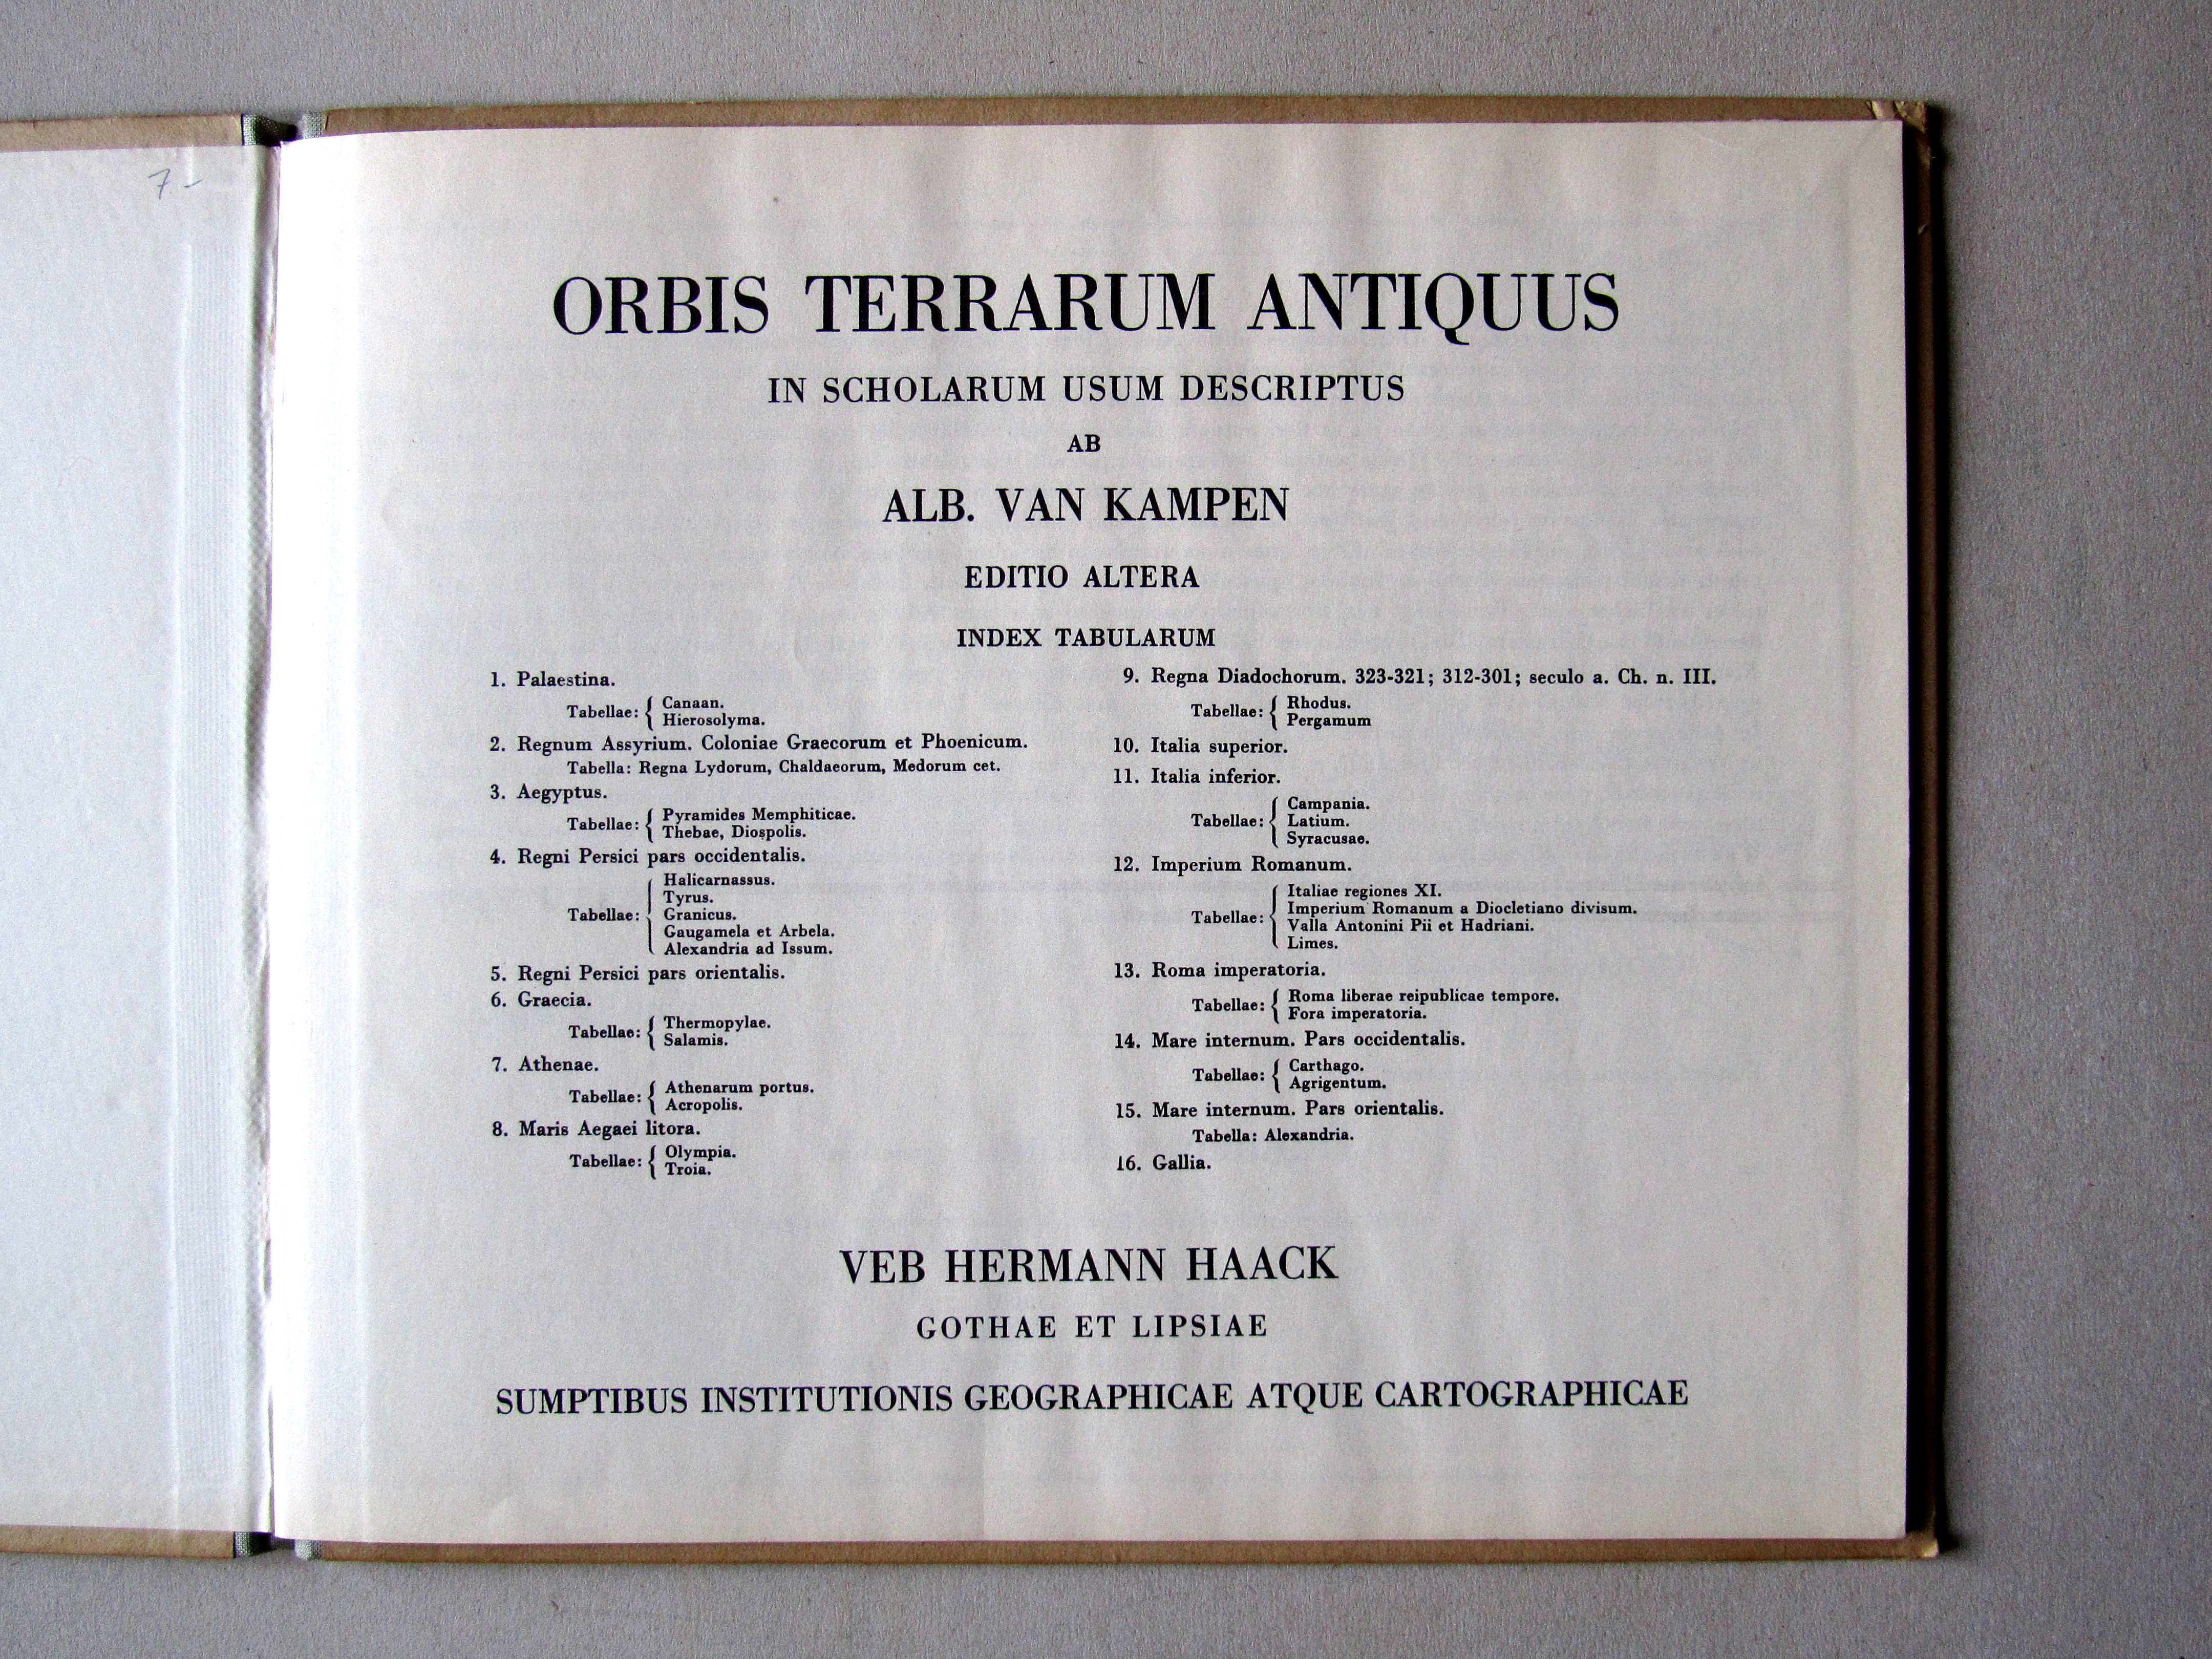 7-
ORBIS TERRARUM ANTIQUUS
IN SCHOLARUM USUM DESCRIPTUS
AB
ALB. VAN KAMPEN
EDITIO ALTERA
INDEX TABULARUM
1. Palaestina.
Tabellae: { Canaan.
Hierosolyma.
2. Regnum Assyrium. Coloniae Graecorum et Phoenicum.
Tabella: Regna Lydorum, Chaldaeorum, Medorum cet.
3. Aegyptus.
Tabellae: { Pyramides Memphiticae.
Thebae, Diospolis.
4. Regni Persici pars occidentalis.
Tabellae: { Halicarnassus.
Tyrus.
Granicus.
Gaugamela et Arbela.
Alexandria ad Issum.
5. Regni Persici pars orientalis.
6. Graecia.
Tabellae: { Thermopylae.
Salamis.
7. Athenae.
Tabellae: { Athenarum portus.
Acropolis.
8. Maris Aegaei litora.
Tabellae: { Olympia.
Troia.
9. Regna Diadochorum. 323-321; 312-301; seculo a. Ch. n. III.
Tabellae: { Rhodus.
Pergamum
10. Italia superior.
11. Italia inferior.
Tabellae: { Campania.
Latium.
Syracusae.
12. Imperium Romanum.
Tabellae: { Italiae regiones XI.
Imperium Romanum a Diocletiano divisum.
Valla Antonini Pii et Hadriani.
Limes.
13. Roma imperatoria.
Tabellae: { Roma liberae reipublicae tempore.
Fora imperatoria.
14. Mare internum. Pars occidentalis.
Tabellae: { Carthago.
Agrigentum.
15. Mare internum. Pars orientalis.
Tabella: Alexandria.
16. Gallia.
VEB HERMANN HAACK
GOTHAE ET LIPSIAE
SUMPTIBUS INSTITUTIONIS GEOGRAPHICAE ATQUE CARTOGRAPHICAE